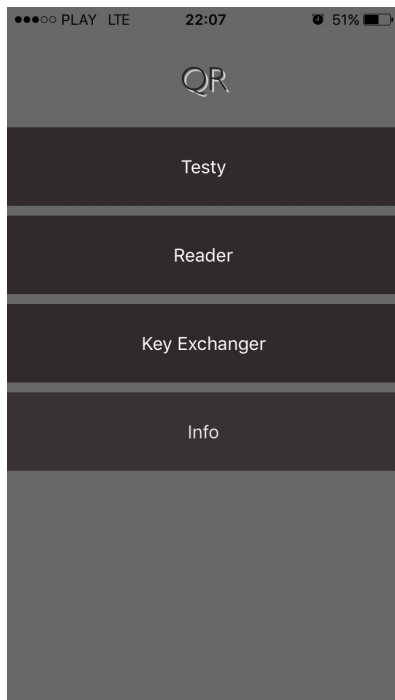 PLAY LTE 22:07 51%
QR
Testy
Reader
Key Exchanger
Info